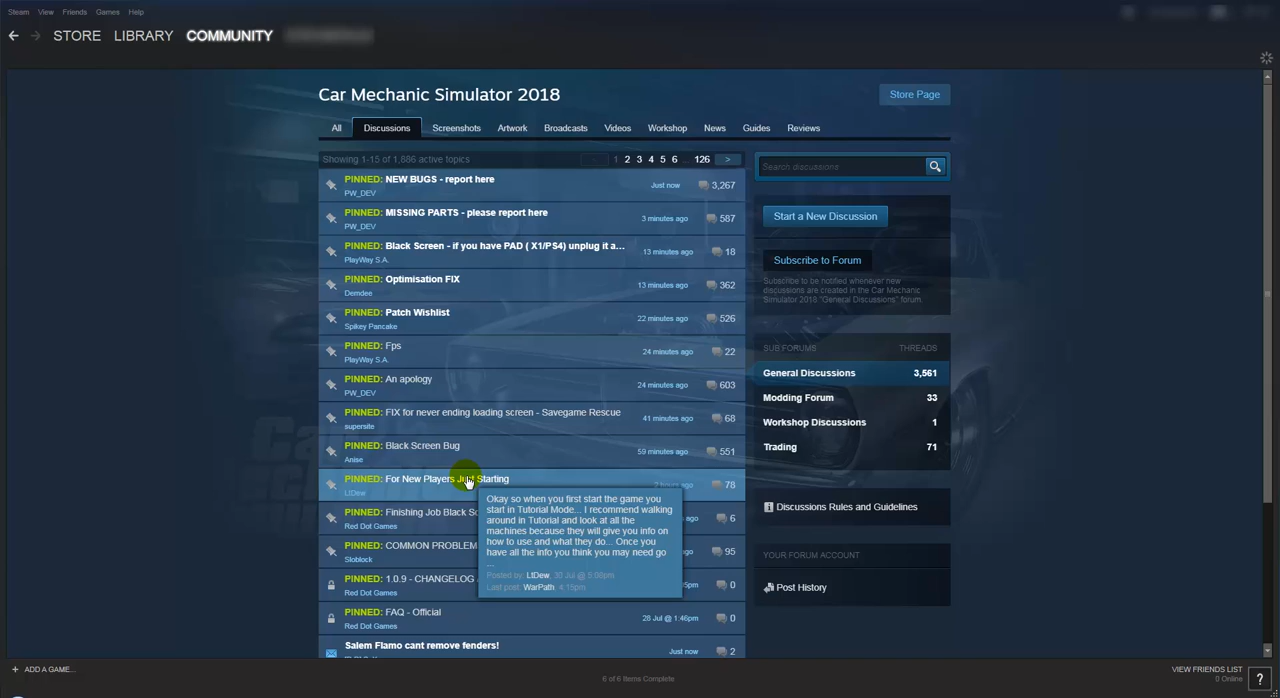 Steam View Friends Games Help
STORE LIBRARY COMMUNITY
Car Mechanic Simulator 2018
Store Page
All Discussions Screenshots Artwork Broadcasts Videos Workshop News Guides Reviews
Showing 1-15 of 1,886 active topics
< 1 2 3 4 5 6 ... 126 >
Search discussions
PINNED: NEW BUGS - report here
PW_DEV
Just now
3,267
PINNED: MISSING PARTS - please report here
PW_DEV
3 minutes ago
587
PINNED: Black Screen - if you have PAD ( X1/PS4) unplug it a...
PlayWay S.A.
13 minutes ago
18
PINNED: Optimisation FIX
Demdee
13 minutes ago
362
PINNED: Patch Wishlist
Spikey Pancake
22 minutes ago
526
PINNED: Fps
PlayWay S.A.
24 minutes ago
22
PINNED: An apology
PW_DEV
24 minutes ago
603
PINNED: FIX for never ending loading screen - Savegame Rescue
supersite
41 minutes ago
68
PINNED: Black Screen Bug
Anise
59 minutes ago
551
PINNED: For New Players Just Starting
LtDew
2 hours ago
78
Okay so when you first start the game you
start in Tutorial Mode... I recommend walking
around in Tutorial and look at all the
machines because they will give you info on
how to use and what they do... Once you
have all the info you think you may need go
...
Posted by: LtDew, 30 Jul @ 5:08pm
Last post: WarPath, 4:15pm
PINNED: Finishing Job Black Sc
Red Dot Games
ago
6
PINNED: COMMON PROBLEM
Sloblock
ago
95
PINNED: 1.0.9 - CHANGELOG
Red Dot Games
05pm
0
PINNED: FAQ - Official
Red Dot Games
28 Jul @ 1:46pm
0
Salem Flamo cant remove fenders!
Just now
2
Start a New Discussion
Subscribe to Forum
Subscribe to be notified whenever new
discussions are created in the Car Mechanic
Simulator 2018 "General Discussions" forum.
SUB FORUMS THREADS
General Discussions 3,561
Modding Forum 33
Workshop Discussions 1
Trading 71
Discussions Rules and Guidelines
YOUR FORUM ACCOUNT
Post History
+ ADD A GAME...
6 of 6 Items Complete
VIEW FRIENDS LIST
0 Online
?